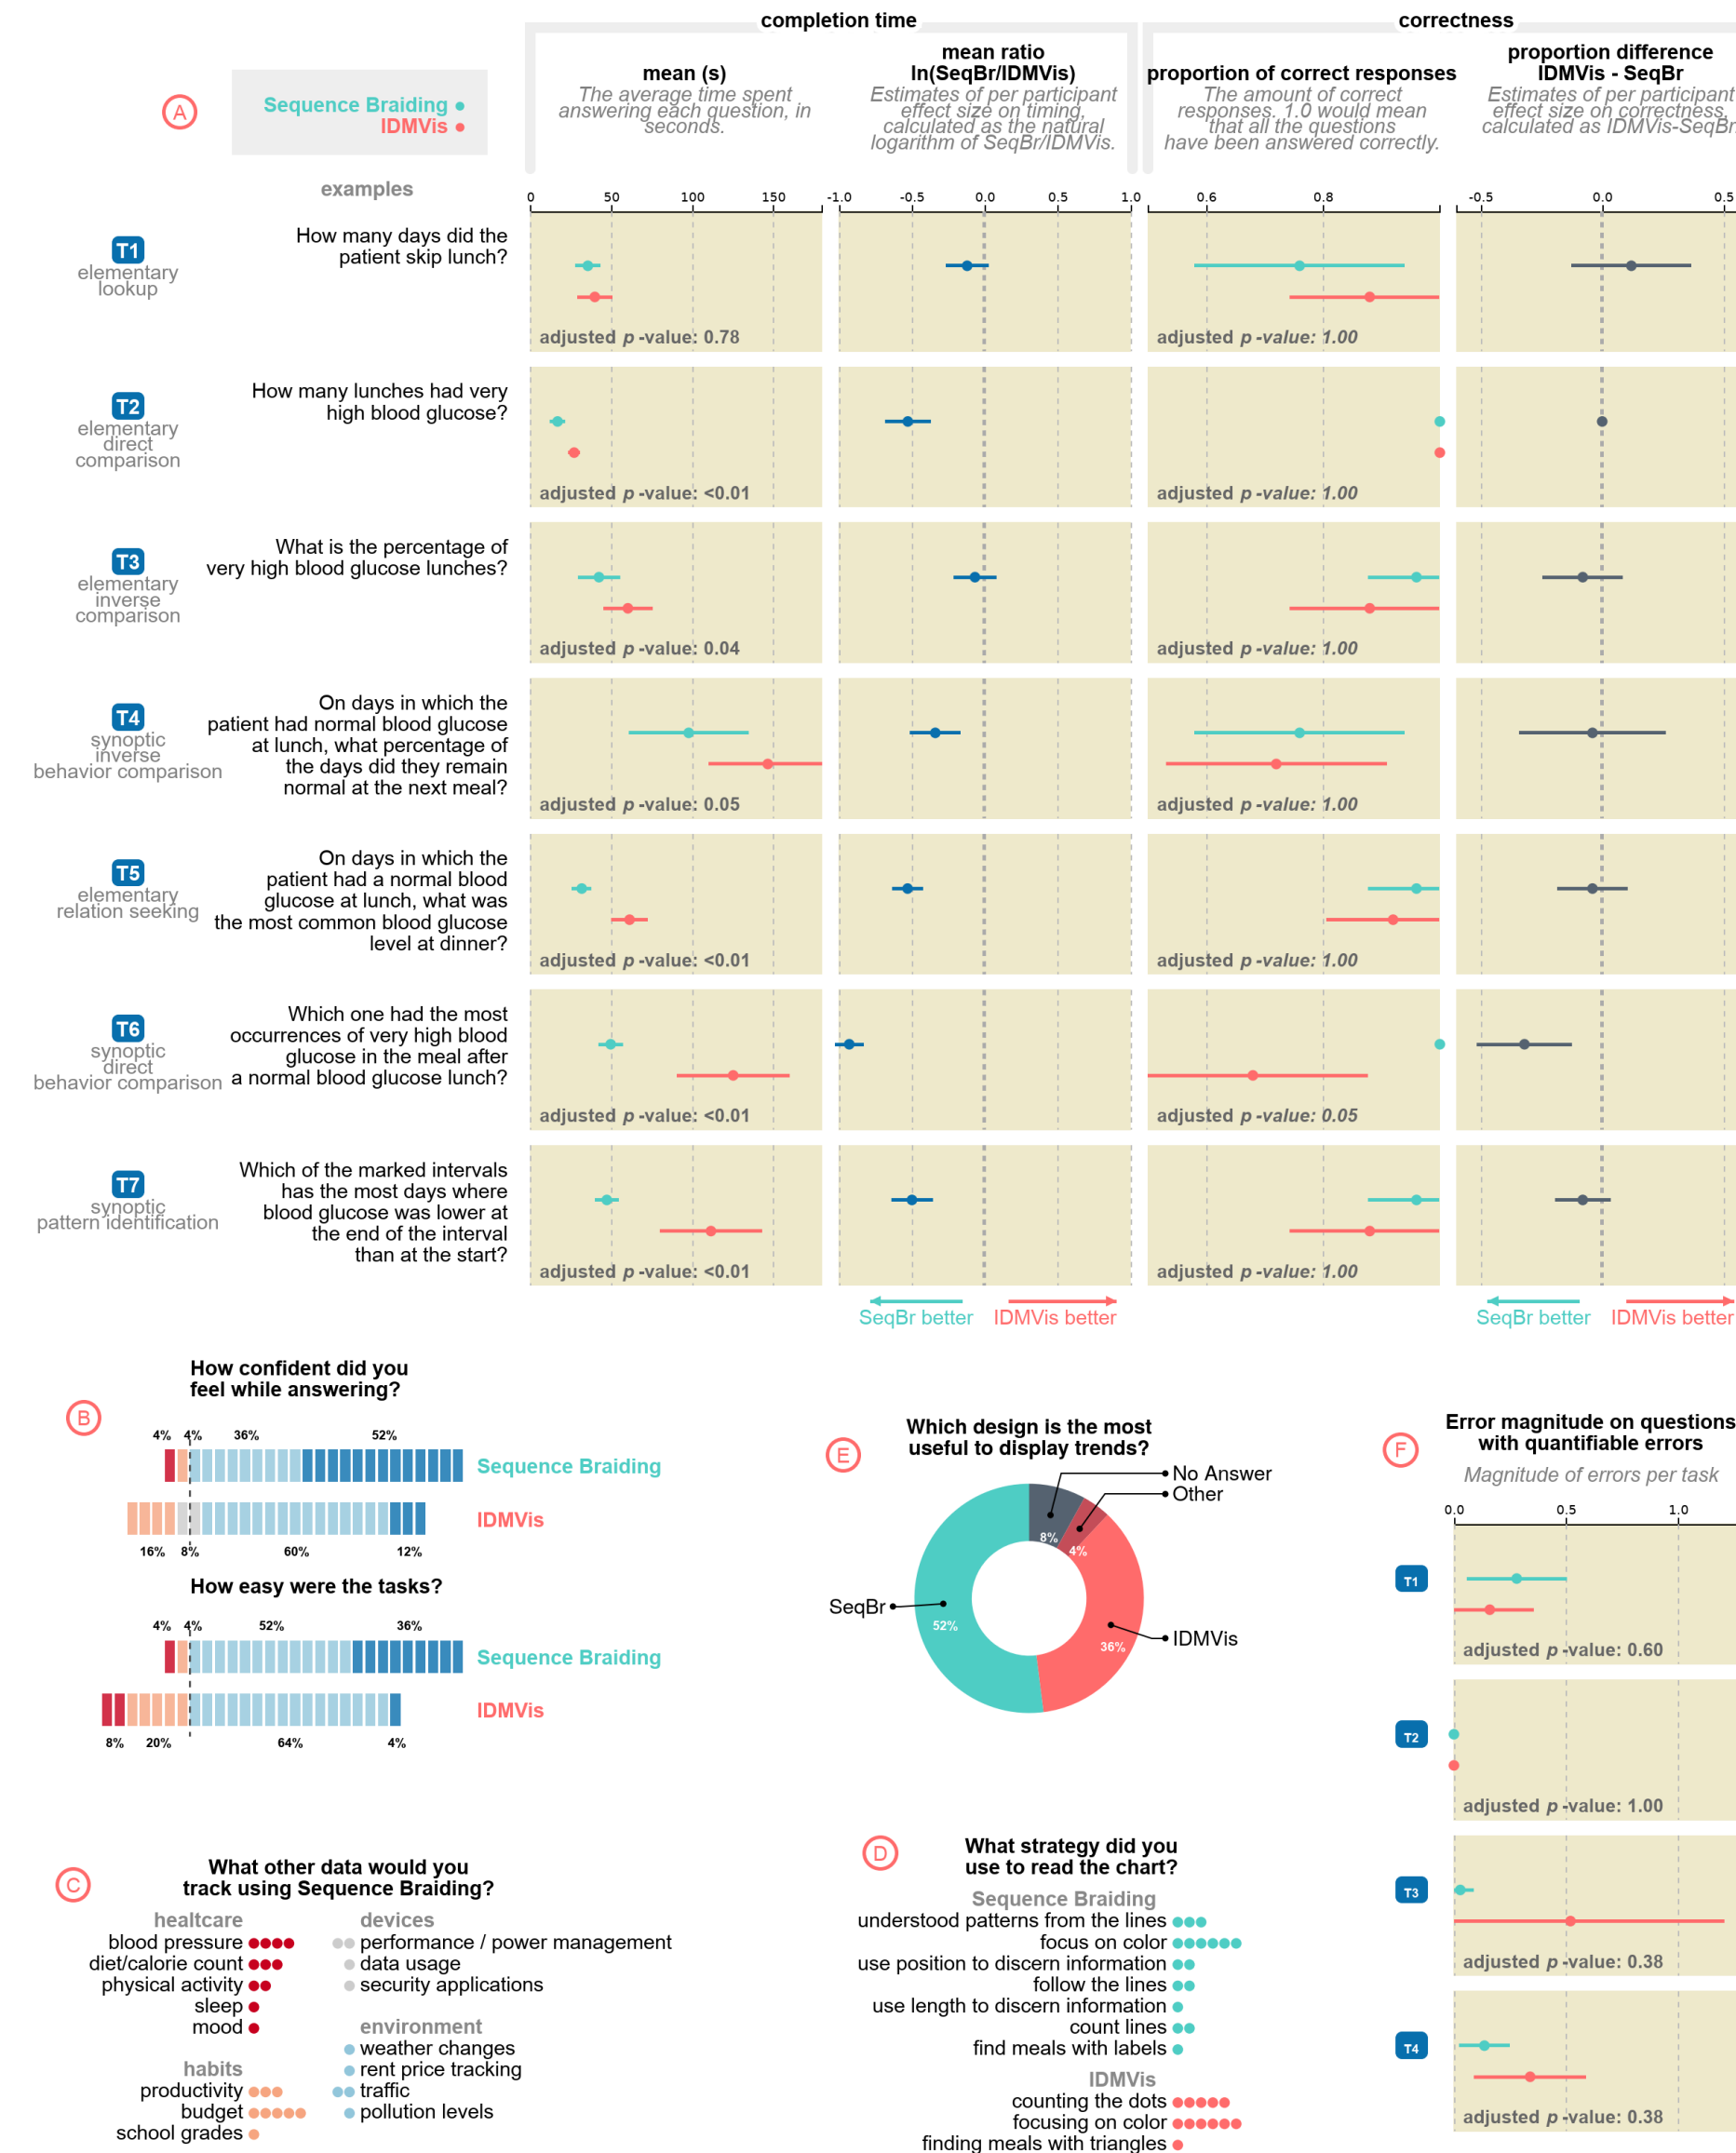 completion time
correctness
mean (s)
The average time spent
answering each question, in
seconds.
mean ratio
ln(SeqBr/IDMVis)
Estimates of per participant
effect size on timing,
calculated as the natural
logarithm of SeqBr/IDMVis.
proportion of correct responses
The amount of correct
responses. 1.0 would mean
that all the questions
have been answered correctly.
proportion difference
IDMVis - SeqBr
Estimates of per participant
effect size on correctness,
calculated as IDMVis-SeqBr
A
Sequence Braiding
IDMVis
examples
0 50 100 150
-1.0 -0.5 0.0 0.5 1.0
0.6 0.8
-0.5 0.0 0.5
T1
elementary
lookup
How many days did the
patient skip lunch?
adjusted p -value: 0.78
adjusted p -value: 1.00
T2
elementary
direct
comparison
How many lunches had very
high blood glucose?
adjusted p -value: <0.01
adjusted p -value: 1.00
T3
elementary
inverse
comparison
What is the percentage of
very high blood glucose lunches?
adjusted p -value: 0.04
adjusted p -value: 1.00
T4
synoptic
inverse
behavior comparison
On days in which the
patient had normal blood glucose
at lunch, what percentage of
the days did they remain
normal at the next meal?
adjusted p -value: 0.05
adjusted p -value: 1.00
T5
elementary
relation seeking
On days in which the
patient had a normal blood
glucose at lunch, what was
the most common blood glucose
level at dinner?
adjusted p -value: <0.01
adjusted p -value: 1.00
T6
synoptic
direct
behavior comparison
Which one had the most
occurrences of very high blood
glucose in the meal after
a normal blood glucose lunch?
adjusted p -value: <0.01
adjusted p -value: 0.05
T7
synoptic
pattern identification
Which of the marked intervals
has the most days where
blood glucose was lower at
the end of the interval
than at the start?
adjusted p -value: <0.01
adjusted p -value: 1.00
SeqBr better IDMVis better
SeqBr better IDMVis better
B
How confident did you
feel while answering?
4% 4% 36% 52%
Sequence Braiding
IDMVis
16% 8% 60% 12%
How easy were the tasks?
4% 4% 52% 36%
Sequence Braiding
IDMVis
8% 20% 64% 4%
E
Which design is the most
useful to display trends?
No Answer
Other
8%
4%
SeqBr
52%
IDMVis
36%
F
Error magnitude on questions
with quantifiable errors
Magnitude of errors per task
0.0 0.5 1.0
T1
adjusted p -value: 0.60
T2
adjusted p -value: 1.00
T3
adjusted p -value: 0.38
T4
adjusted p -value: 0.38
C
What other data would you
track using Sequence Braiding?
healtcare
blood pressure
diet/calorie count
physical activity
sleep
mood
habits
productivity
budget
school grades
devices
performance / power management
data usage
security applications
environment
weather changes
rent price tracking
traffic
pollution levels
D
What strategy did you
use to read the chart?
Sequence Braiding
understood patterns from the lines
focus on color
use position to discern information
follow the lines
use length to discern information
count lines
find meals with labels
IDMVis
counting the dots
focusing on color
finding meals with triangles